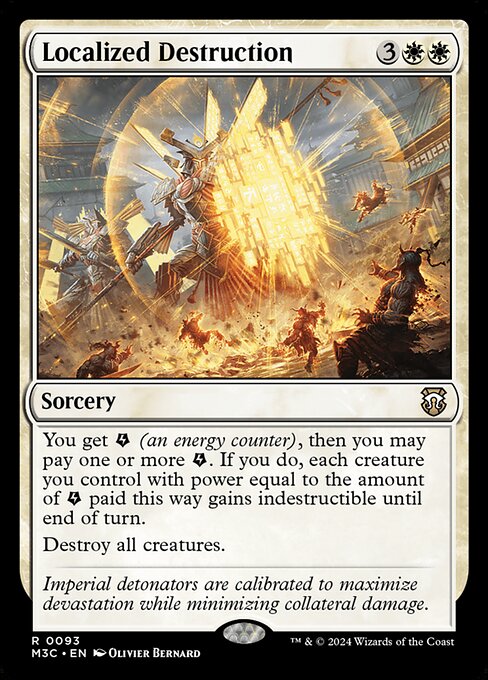 Localized Destruction 3
Sorcery
You get (an energy counter), then you may
pay one or more . If you do, each creature
you control with power equal to the amount
of paid this way gains indestructible until
end of turn.
Destroy all creatures.
Imperial detonators are calibrated to maximize
devastation while minimizing collateral damage.
R 0093
M3C • EN Olivier Bernard
™ & © 2024 Wizards of the Coast